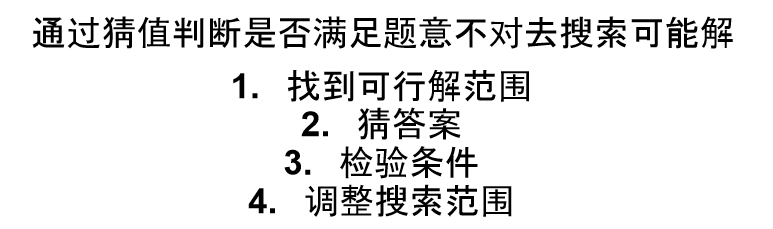 通过猜值判断是否满足题意不对去搜索可能解
1. 找到可行解范围
2. 猜答案
3. 检验条件
4. 调整搜索范围